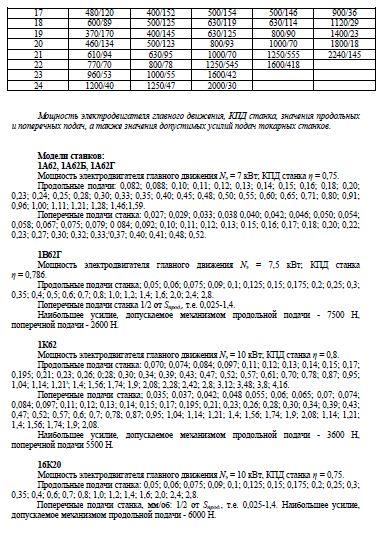 17 480/120 400/152 500/154 500/146 900/36
18 600/89 500/125 630/119 630/114 1120/29
19 370/170 400/145 630/125 800/90 1400/23
20 460/134 500/123 800/93 1000/70 1800/18
21 610/94 630/95 1000/70 1250/555 2240/145
22 770/70 800/78 1250/545 1600/418
23 960/53 1000/55 1600/42
24 1200/40 1250/47 2000/30
Мощность электродвигателя главного движения, КПД станка, значения продольных
и поперечных подач, а также значения допустимых усилий подач токарных станков.
Модели станков:
1А62, 1А62Б, 1А62Г
Мощность электродвигателя главного движения Nэ = 7 кВт; КПД станка η = 0,75.
Продольные подачи: 0,082; 0,088; 0,10; 0,11; 0,12; 0,13; 0,14; 0,15; 0,16; 0,18; 0,20;
0,23; 0,24; 0,25; 0,28; 0,30; 0,33; 0,35; 0,40; 0,45; 0,48; 0,50; 0,55; 0,60; 0,65; 0,71; 0,80; 0,91;
0,96; 1,00; 1,11; 1,21; 1,28; 1,46;1,59.
Поперечные подачи станка: 0,027; 0,029; 0,033; 0,038 0,040; 0,042; 0,046; 0,050; 0,054;
0,058; 0,067; 0,075; 0,079; 0 084; 0,092; 0,10; 0,11; 0,12; 0,13; 0,15; 0,16; 0,17; 0,18; 0,20; 0,22;
0,23; 0,27; 0,30; 0,32; 0,33;'0,37; 0,40; 0,41; 0,48; 0,52.
1В62Г
Мощность электродвигателя главного движения Nэ = 7,5 кВт; КПД станка
η = 0,786.
Продольные подачи станка; 0,05; 0,06; 0,075; 0,09; 0,1; 0,125; 0,15; 0,175; 0,2; 0,25; 0,3;
0,35; 0,4; 0,5; 0,6; 0,7; 0,8; 1,0; 1,2; 1,4; 1,6; 2,0; 2,4; 2,8.
Поперечные подачи станка 1/2 от Sпрод., т.е. 0,025-1,4.
Наибольшее усилие, допускаемое механизмом продольной подачи - 7500 Н,
поперечной подачи - 2600 Н.
1К62
Мощность электродвигателя главного движения Nэ = 10 кВт; КПД станка η = 0,8.
Продольные подачи станка: 0,070; 0,074; 0,084; 0,097; 0,11; 0,12; 0,13; 0,14; 0,15; 0,17;
0,195; 0,21; 0,23; 0,26; 0,28; 0,30; 0,34; 0,39; 0,43; 0,47; 0,52; 0,57; 0,61; 0,70; 0,78; 0,87; 0,95;
1,04; 1,14; 1,21'; 1,4; 1,56; 1,74; 1,9; 2,08; 2,28; 2,42; 2,8; 3,12; 3,48; 3,8; 4,16.
Поперечные подачи станка; 0,035; 0,037; 0,042; 0,048 0,055; 0,06; 0,065; 0,07; 0,074;
0,084; 0,097; 0,11; 0,12; 0,13; 0,14; 0,15; 0,17; 0,195; 0,21; 0,23; 0,26; 0,28; 0,30; 0,34; 0,39; 0,43;
0,47; 0,52; 0,57; 0,6; 0,7; 0,78; 0,87; 0,95; 1,04; 1,14; 1,21; 1,4; 1,56; 1,74; 1,9; 2,08; 1,14; 1,21;
1,4; 1,56; 1,74; 1,9; 2,08.
Наибольшее усилие, допускаемое механизмом продольной подачи - 3600 Н,
поперечной подачи 5500 Н.
16К20
Мощность электродвигателя главного движения Nэ = 10 кВт, КПД станка η = 0,75.
Продольные подачи станка; 0,05; 0,06; 0,075; 0,09; 0,1; 0,125; 0,15; 0,175; 0,2; 0,25; 0,3;
0,35; 0,4; 0,6; 0,7; 0,8; 1,0; 1,2; 1,4; 1,6; 2,0; 2,4; 2,8.
Поперечные подачи станка, мм/об: 1/2 от Sпрод., т.е. 0,025-1,4. Наибольшее усилие,
допускаемое механизмом продольной подачи - 6000 Н.